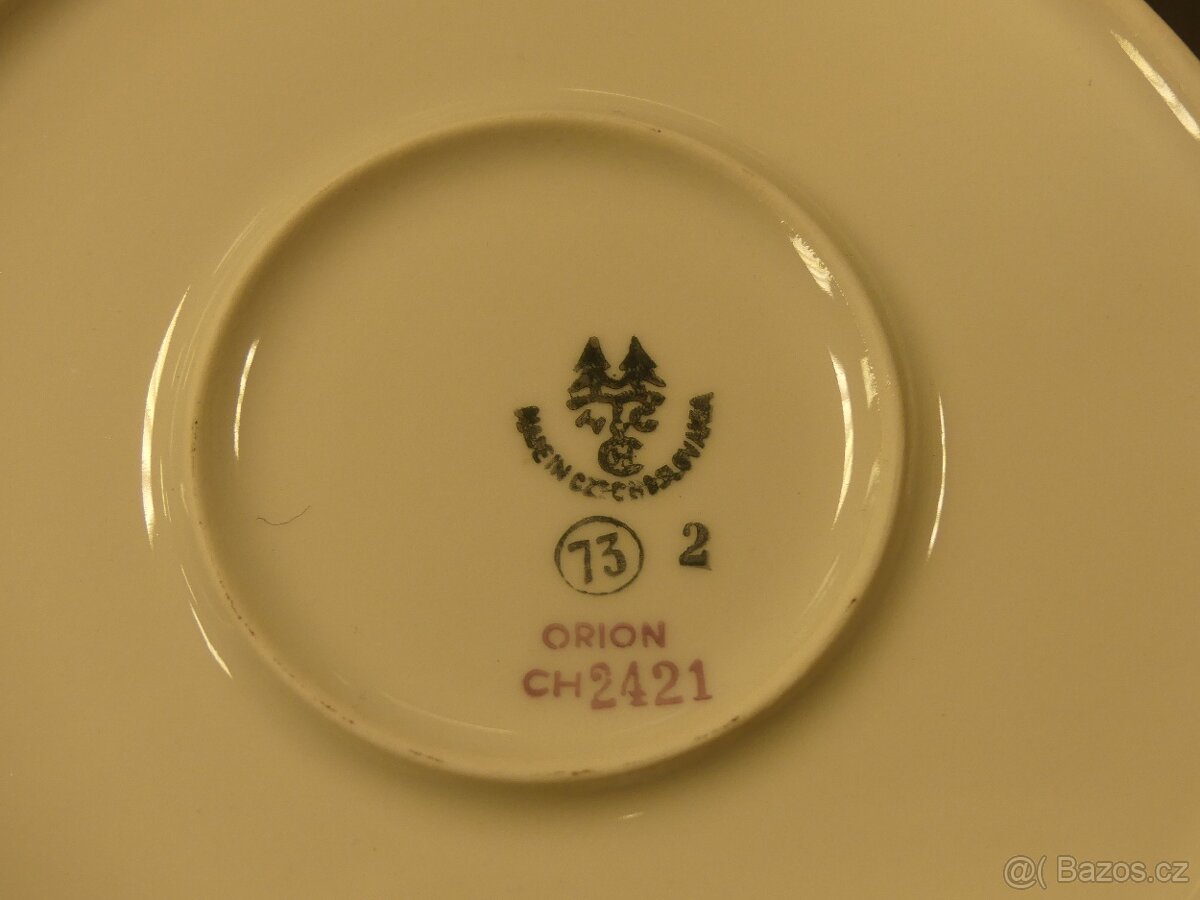 MADE IN CZECHOSLOVAKIA
73 2
ORION
CH2421
@( Bazos.cz